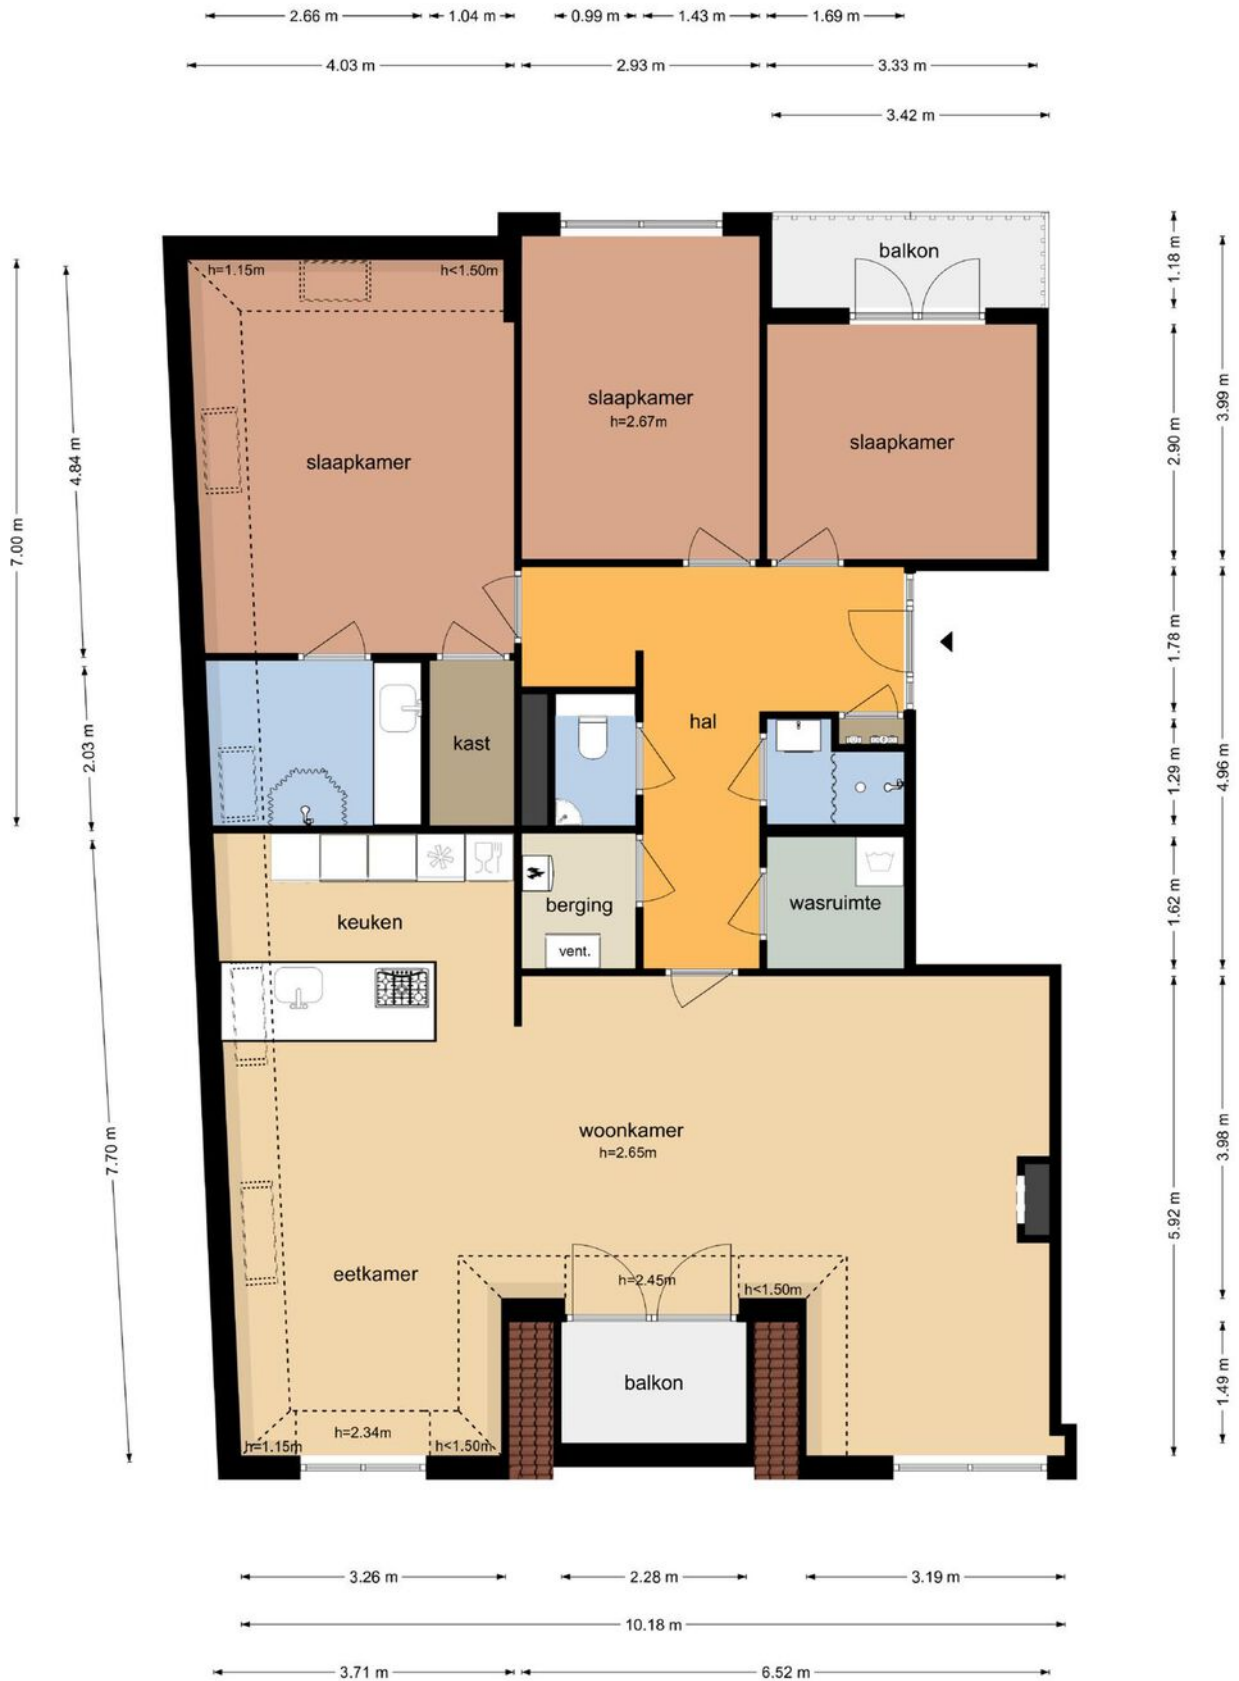 2.66 m 1.04 m 0.99 m 1.43 m 1.69 m
4.03 m 2.93 m 3.33 m
3.42 m
balkon
1.18 m
h=1.15m h<1.50m
slaapkamer
h=2.67m
3.99 m
slaapkamer
2.90 m
slaapkamer
4.84 m
7.00 m
1.78 m
hal
kast
2.03 m
1.29 m
4.96 m
keuken
berging
wasruimte
1.62 m
vent.
woonkamer
h=2.65m
7.70 m
3.98 m
5.92 m
eetkamer
h=2.45m
h<1.50m
balkon
1.49 m
h=2.34m
h=1.15m h<1.50m
3.26 m 2.28 m 3.19 m
10.18 m
3.71 m 6.52 m